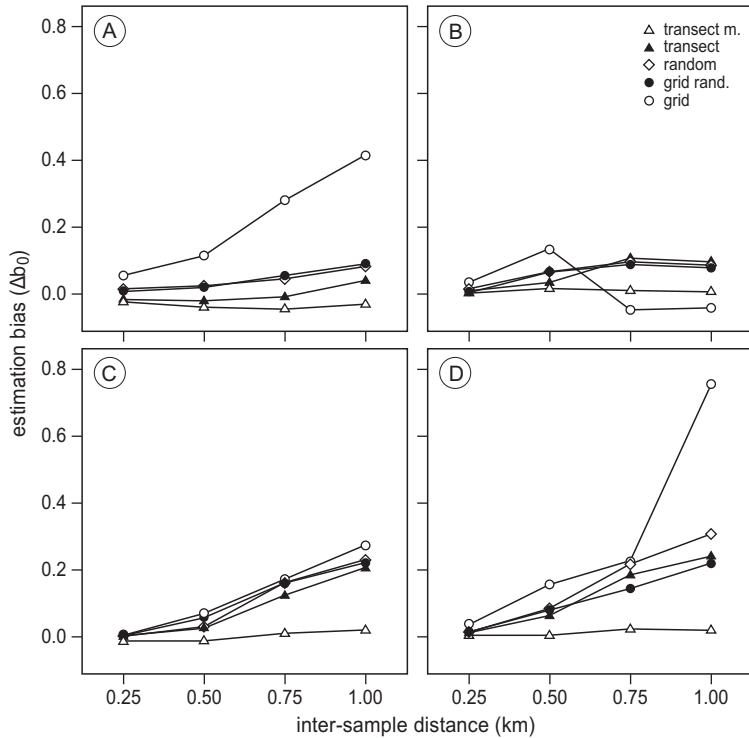 A
B
transect m.
transect
random
grid rand.
grid
0.8
0.6
0.4
0.2
0.0
C
D
0.8
0.6
0.4
0.2
0.0
estimation bias (Δb₀)
0.25 0.50 0.75 1.00
0.25 0.50 0.75 1.00
inter-sample distance (km)